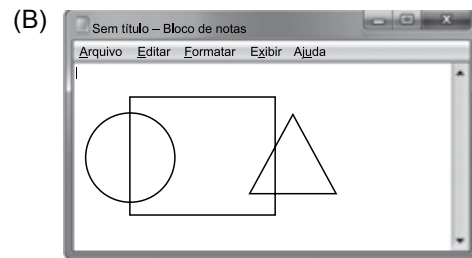 (B)
Sem título – Bloco de notas
Arquivo Editar Formatar Exibir Ajuda